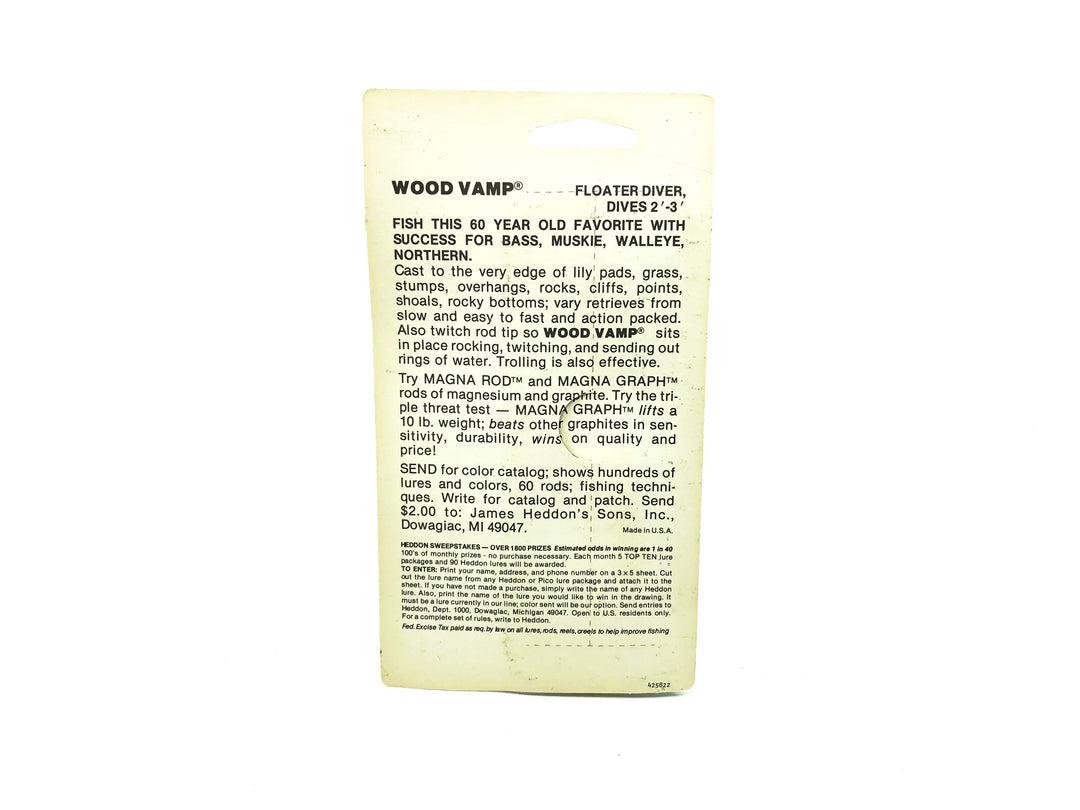 WOOD VAMP® - - - - - FLOATER DIVER,
DIVES 2'-3'
FISH THIS 60 YEAR OLD FAVORITE WITH
SUCCESS FOR BASS, MUSKIE, WALLEYE,
NORTHERN.
Cast to the very edge of lily pads, grass,
stumps, overhangs, rocks, cliffs, points,
shoals, rocky bottoms; vary retrieves from
slow and easy to fast and action packed.
Also twitch rod tip so WOOD VAMP® sits
in place rocking, twitching, and sending out
rings of water. Trolling is also effective.
Try MAGNA ROD™ and MAGNA GRAPH™
rods of magnesium and graphite. Try the tri-
ple threat test — MAGNA GRAPH™ lifts a
10 lb. weight; beats other graphites in sen-
sitivity, durability, wins on quality and
price!
SEND for color catalog; shows hundreds of
lures and colors, 60 rods; fishing techni-
ques. Write for catalog and patch. Send
$2.00 to: James Heddon's Sons, Inc.,
Dowagiac, MI 49047. Made in U.S.A.
HEDDON SWEEPSTAKES — OVER 1800 PRIZES Estimated odds in winning are 1 in 40
100's of monthly prizes - no purchase necessary. Each month 5 TOP TEN lure
packages and 90 Heddon lures will be awarded.
TO ENTER: Print your name, address, and phone number on a 3 x 5 sheet. Cut
out the lure name from any Heddon or Pico lure package and attach it to the
sheet. If you have not made a purchase, simply write the name of any Heddon
lure. Also, print the name of the lure you would like to win in the drawing. It
must be a lure currently in our line; color sent will be our option. Send entries to
Heddon, Dept. 1000, Dowagiac, Michigan 49047. Open to U.S. residents only.
For a complete set of rules, write to Heddon.
Fed. Excise Tax paid as req. by law on all lures, rods, reels, creels to help improve fishing
425822